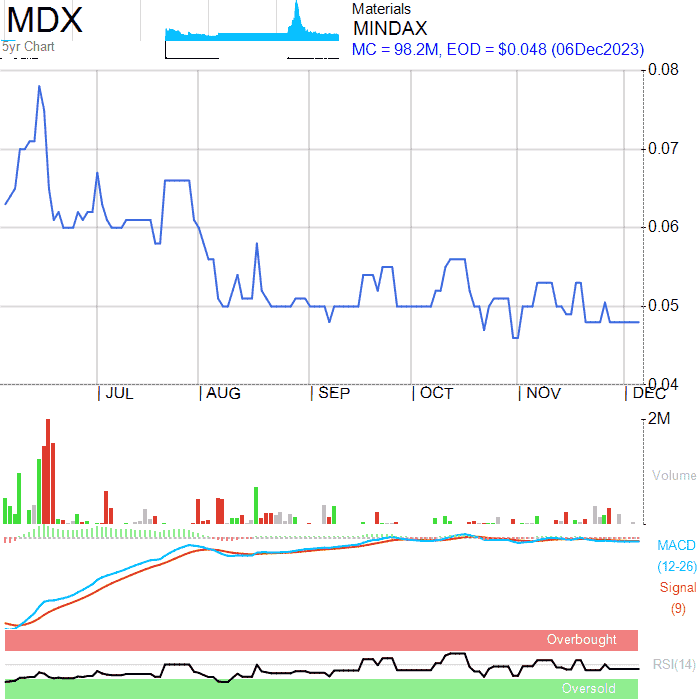 MDX
5yr Chart
Materials
MINDAX
MC = 98.2M, EOD = $0.048 (06Dec2023)
0.08
0.07
0.06
0.05
0.04
JUL AUG SEP OCT NOV DEC
2M
Volume
MACD
(12-26)
Signal
(9)
Overbought
RSI(14)
Oversold